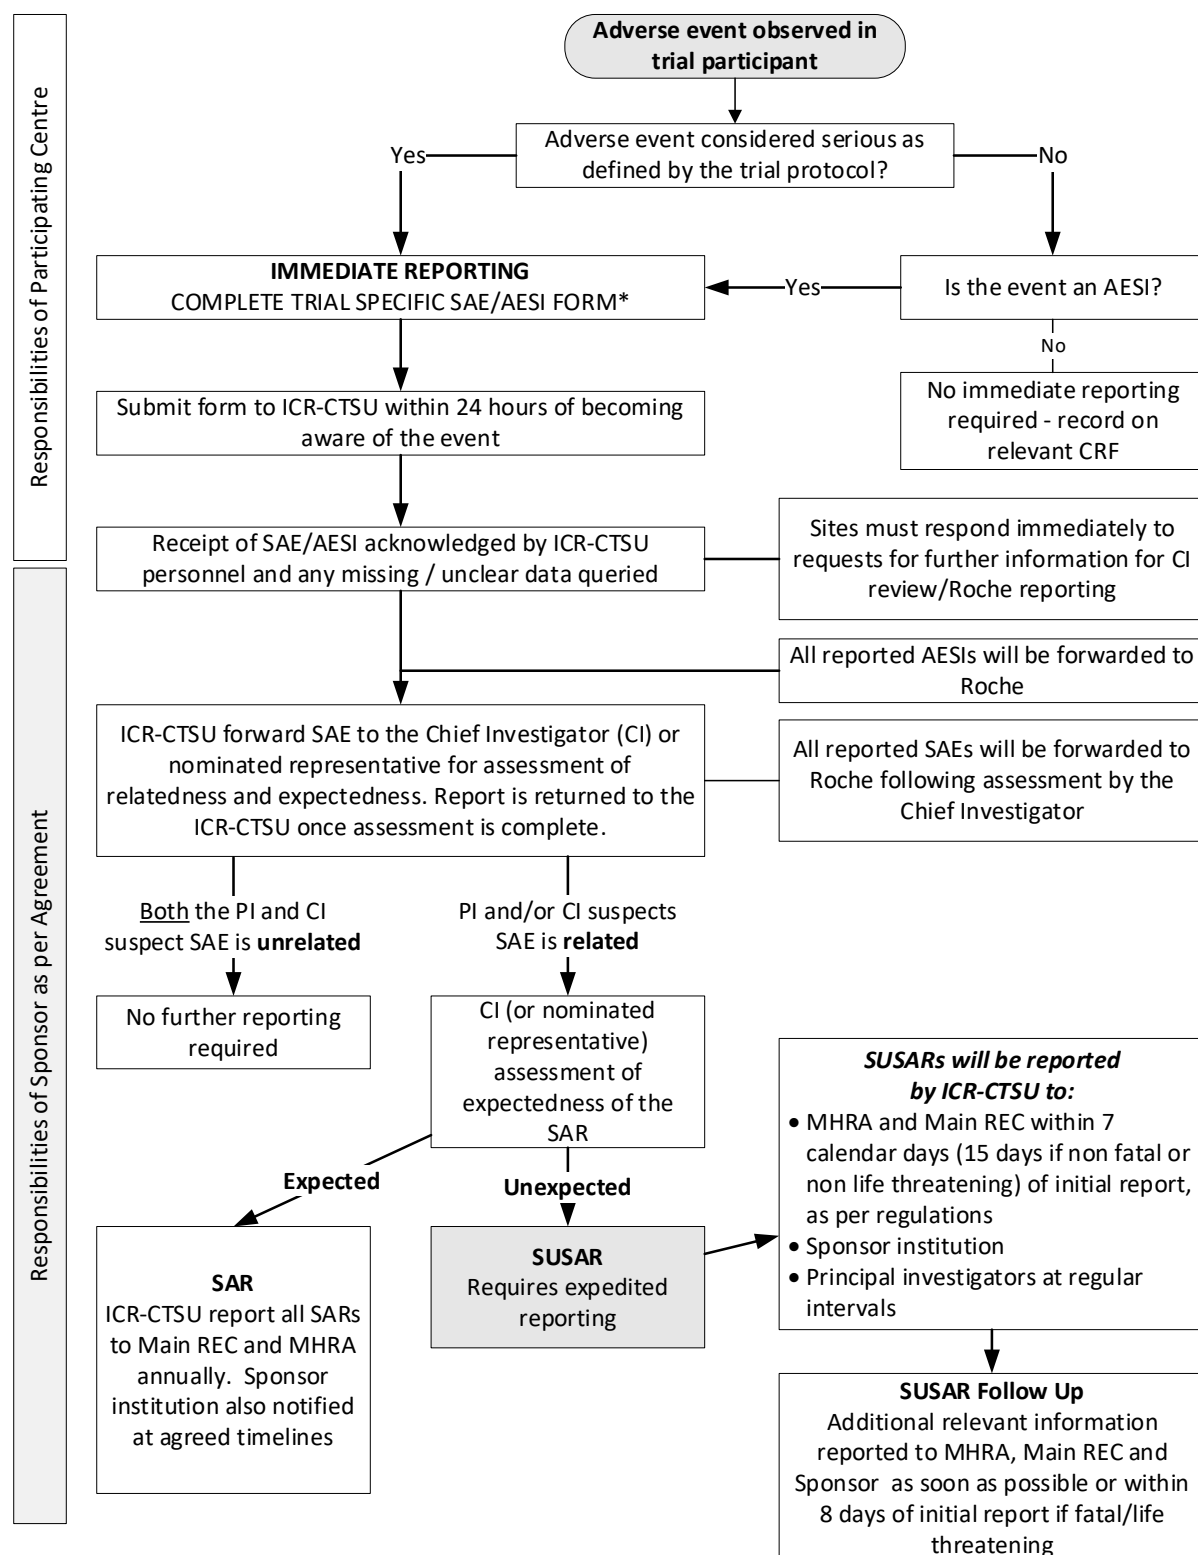 Adverse event observed in
trial participant
Adverse event considered serious as
defined by the trial protocol?
Yes
No
IMMEDIATE REPORTING
COMPLETE TRIAL SPECIFIC SAE/AESI FORM*
Yes
Is the event an AESI?
No
Submit form to ICR-CTSU within 24 hours of becoming
aware of the event
No immediate reporting
required - record on
relevant CRF
Responsibilities of Participating Centre
Receipt of SAE/AESI acknowledged by ICR-CTSU
personnel and any missing / unclear data queried
Sites must respond immediately to
requests for further information for CI
review/Roche reporting
All reported AESIs will be forwarded to
Roche
ICR-CTSU forward SAE to the Chief Investigator (CI) or
nominated representative for assessment of
relatedness and expectedness. Report is returned to the
ICR-CTSU once assessment is complete.
All reported SAEs will be forwarded to
Roche following assessment by the
Chief Investigator
Both the PI and CI
suspect SAE is unrelated
PI and/or CI suspects
SAE is related
No further reporting
required
CI (or nominated
representative)
assessment of
expectedness of the
SAR
Expected
Unexpected
SAR
ICR-CTSU report all SARs
to Main REC and MHRA
annually.  Sponsor
institution also notified
at agreed timelines
SUSAR
Requires expedited
reporting
SUSARs will be reported
by ICR-CTSU to:
• MHRA and Main REC within 7
calendar days (15 days if non fatal or
non life threatening) of initial report,
as per regulations
• Sponsor institution
• Principal investigators at regular
intervals
SUSAR Follow Up
Additional relevant information
reported to MHRA, Main REC and
Sponsor  as soon as possible or within
8 days of initial report if fatal/life
threatening
Responsibilities of Sponsor as per Agreement